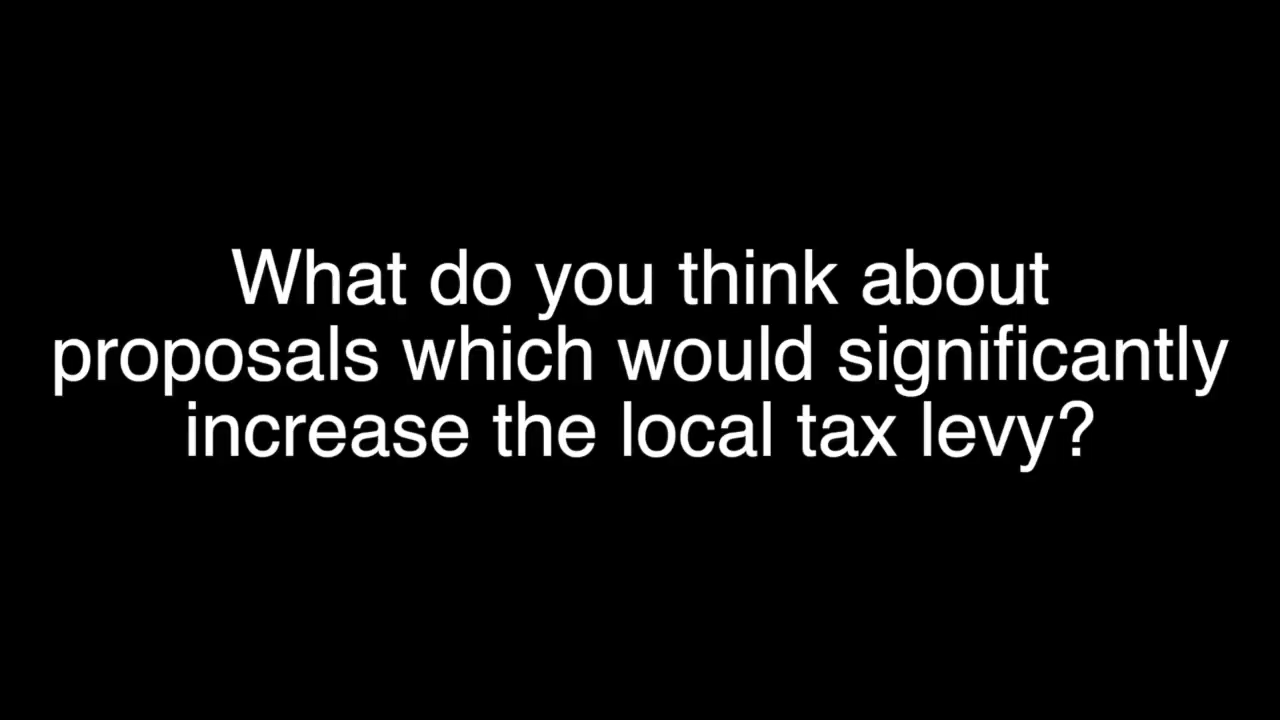 What do you think about
proposals which would significantly
increase the local tax levy?